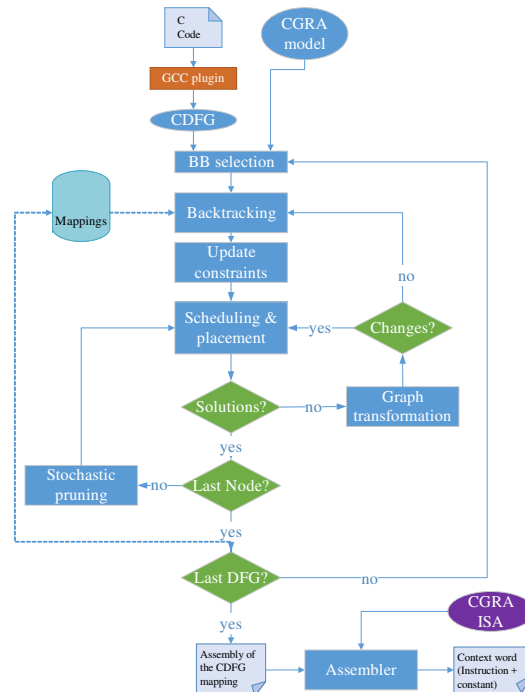 C
Code
CGRA
model
GCC plugin
CDFG
BB selection
Mappings
Backtracking
no
Update
constraints
Scheduling &
placement
yes
Changes?
Solutions?
no
Graph
transformation
yes
Stochastic
pruning
no
Last Node?
yes
Last DFG?
no
CGRA
ISA
yes
Assembly of
the CDFG
mapping
Assembler
Context word
(Instruction +
constant)